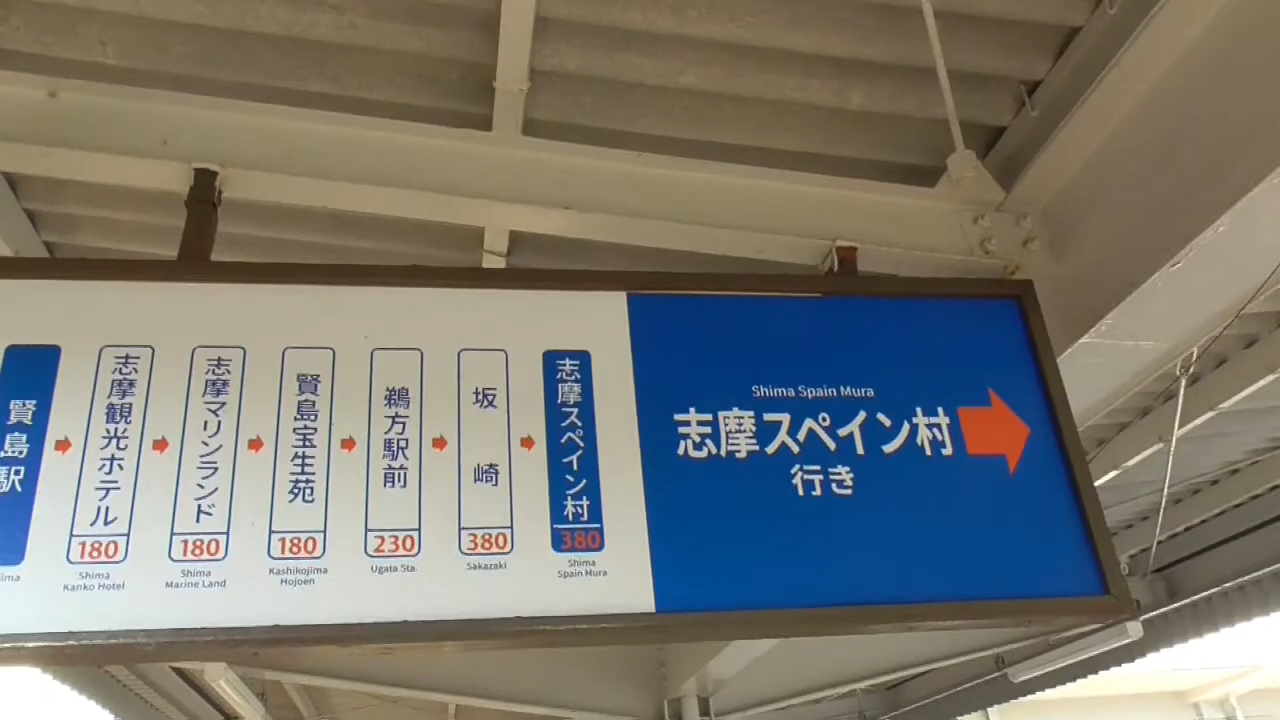 賢島駅
ima
志摩観光ホテル
180
Shima
Kanko Hotel
志摩マリンランド
180
Shima
Marine Land
賢島宝生苑
180
Kashikojima
Hojoen
鵜方駅前
230
Ugata Sta.
坂崎
380
Sakazaki
志摩スペイン村
380
Shima
Spain Mura
Shima Spain Mura
志摩スペイン村
行き